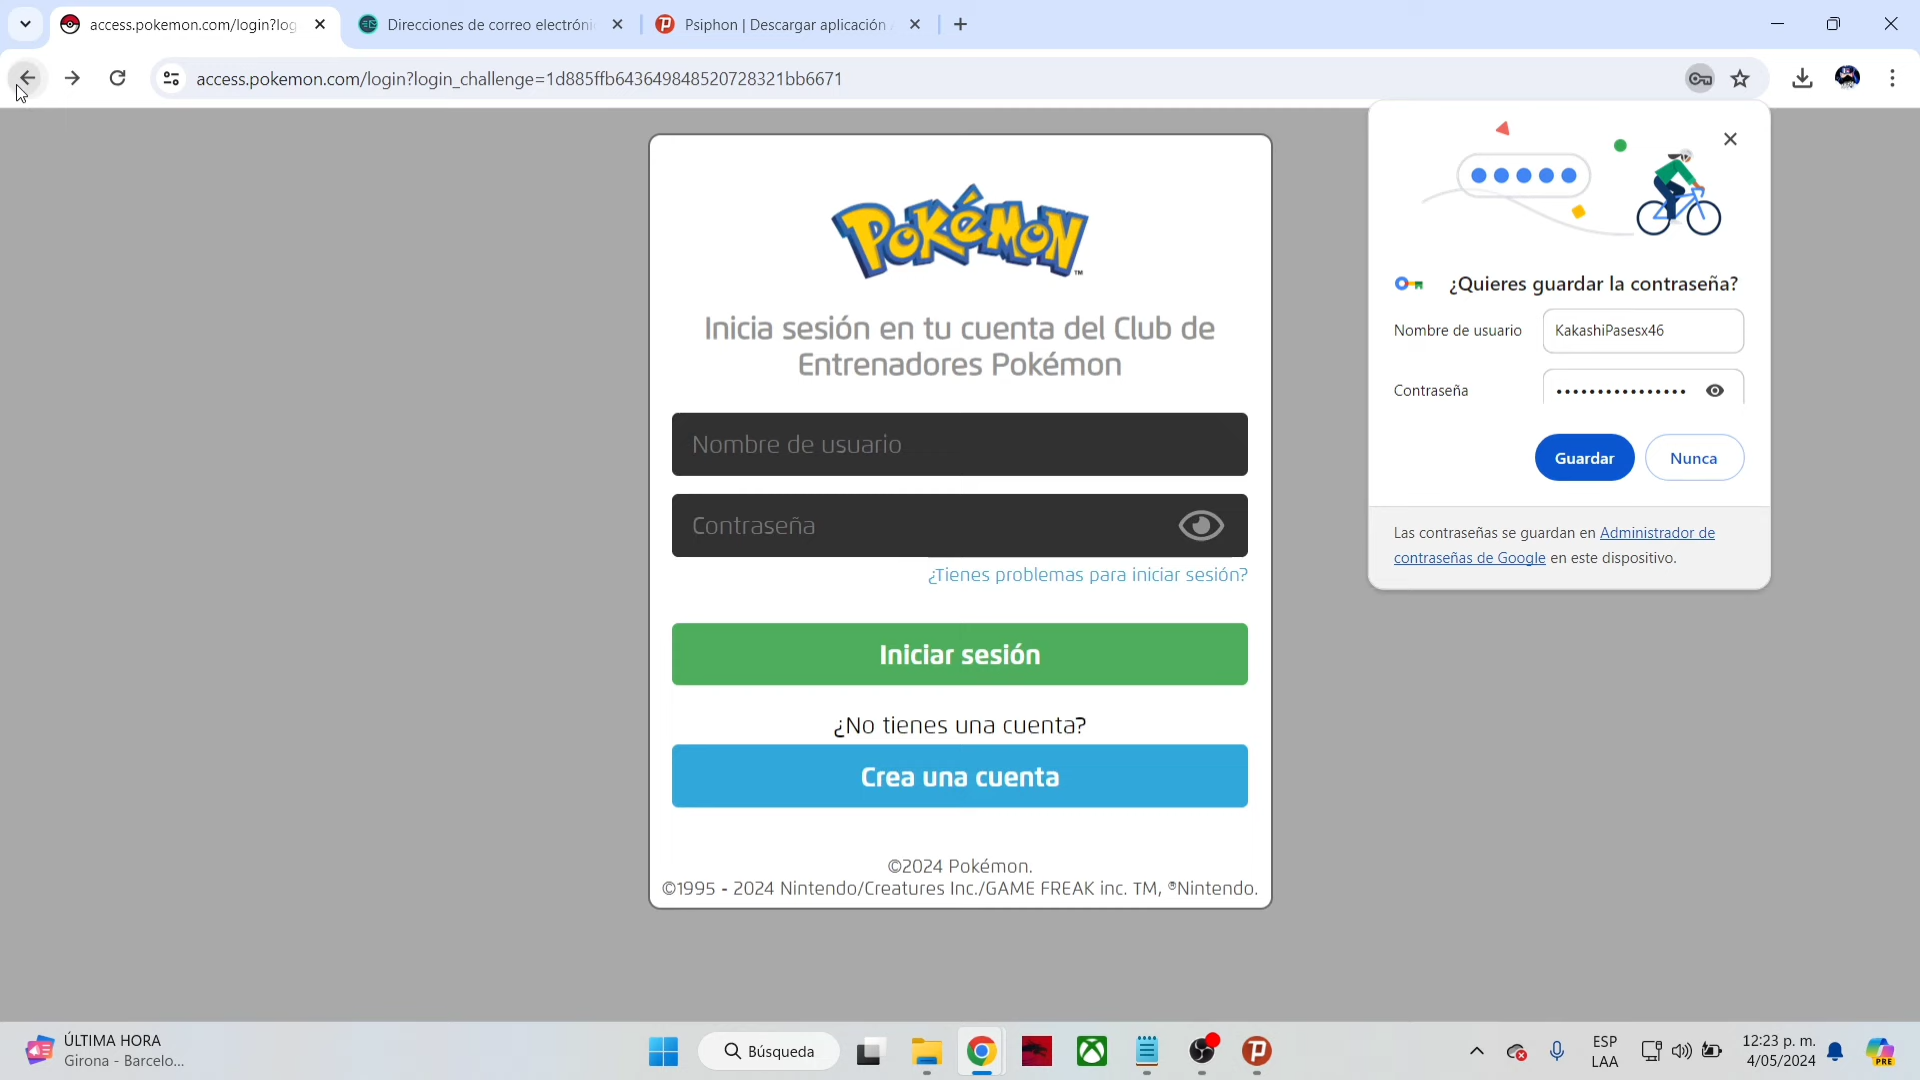 access.pokemon.com/login?log
Direcciones de correo electróni
Psiphon | Descargar aplicación
access.pokemon.com/login?login_challenge=1d885ffb643649848520728321bb6671
POKéMON
TM
Inicia sesión en tu cuenta del Club de
Entrenadores Pokémon
Nombre de usuario
Contraseña
¿Tienes problemas para iniciar sesión?
Iniciar sesión
¿No tienes una cuenta?
Crea una cuenta
©2024 Pokémon.
©1995 - 2024 Nintendo/Creatures Inc./GAME FREAK inc. TM, ®Nintendo.
¿Quieres guardar la contraseña?
Nombre de usuario
KakashiPasesx46
Contraseña
••••••••••••••••
Guardar
Nunca
Las contraseñas se guardan en Administrador de
contraseñas de Google en este dispositivo.
ÚLTIMA HORA
Girona - Barcelo...
Búsqueda
ESP
LAA
12:23 p. m.
4/05/2024
PRE